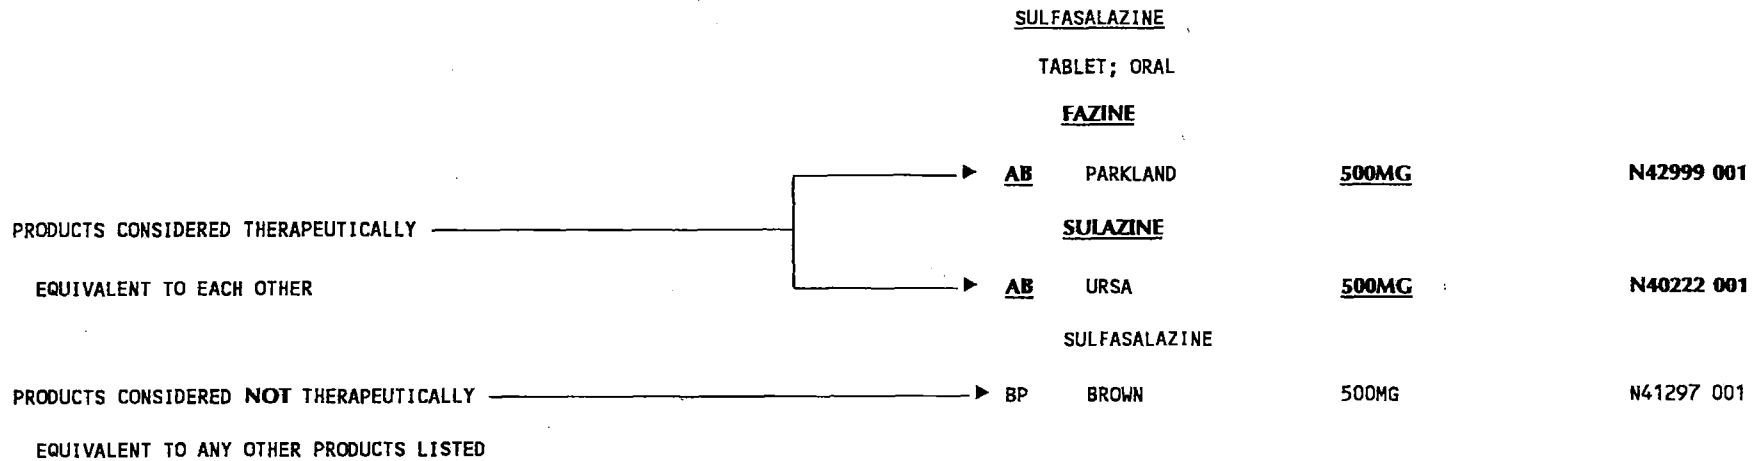 SULFASALAZINE
TABLET; ORAL
FAZINE
AB PARKLAND 500MG N42999 001
PRODUCTS CONSIDERED THERAPEUTICALLY
SULAZINE
EQUIVALENT TO EACH OTHER
AB URSA 500MG N40222 001
SULFASALAZINE
PRODUCTS CONSIDERED NOT THERAPEUTICALLY
BP BROWN 500MG N41297 001
EQUIVALENT TO ANY OTHER PRODUCTS LISTED